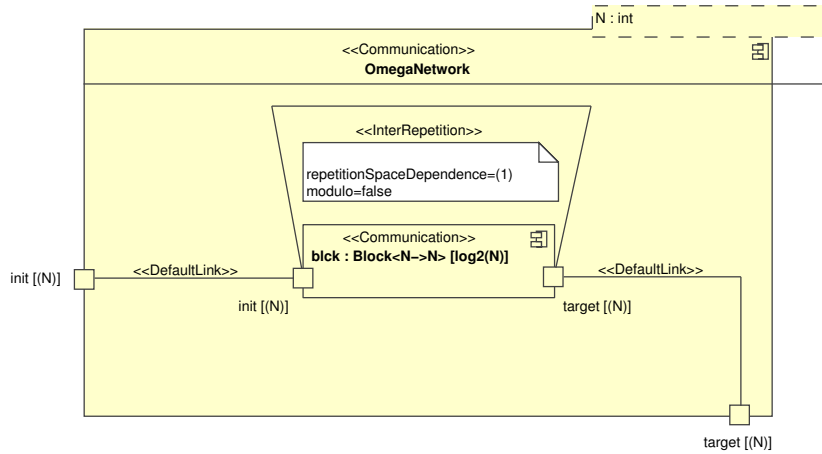 N : int
<<Communication>>
OmegaNetwork
<<InterRepetition>>
repetitionSpaceDependence=(1)
modulo=false
<<Communication>>
blck : Block<N−>N> [log2(N)]
init [(N)]
<<DefaultLink>>
<<DefaultLink>>
init [(N)]
target [(N)]
target [(N)]